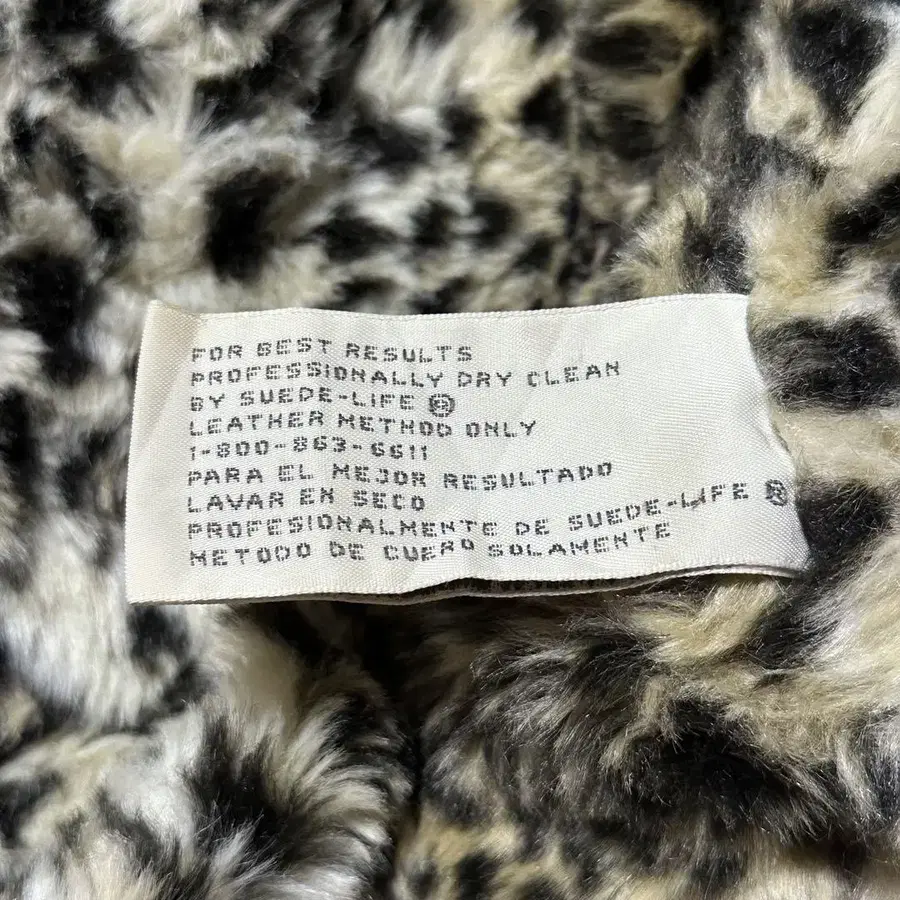 FOR BEST RESULTS
PROFESSIONALLY DRY CLEAN
BY SUEDE-LIFE ®
LEATHER METHOD ONLY
1-800-863-6611
PARA EL MEJOR RESULTADO
LAVAR EN SECO
PROFESIONALMENTE DE SUEDE-LIFE ®
METODO DE CUERO SOLAMENTE